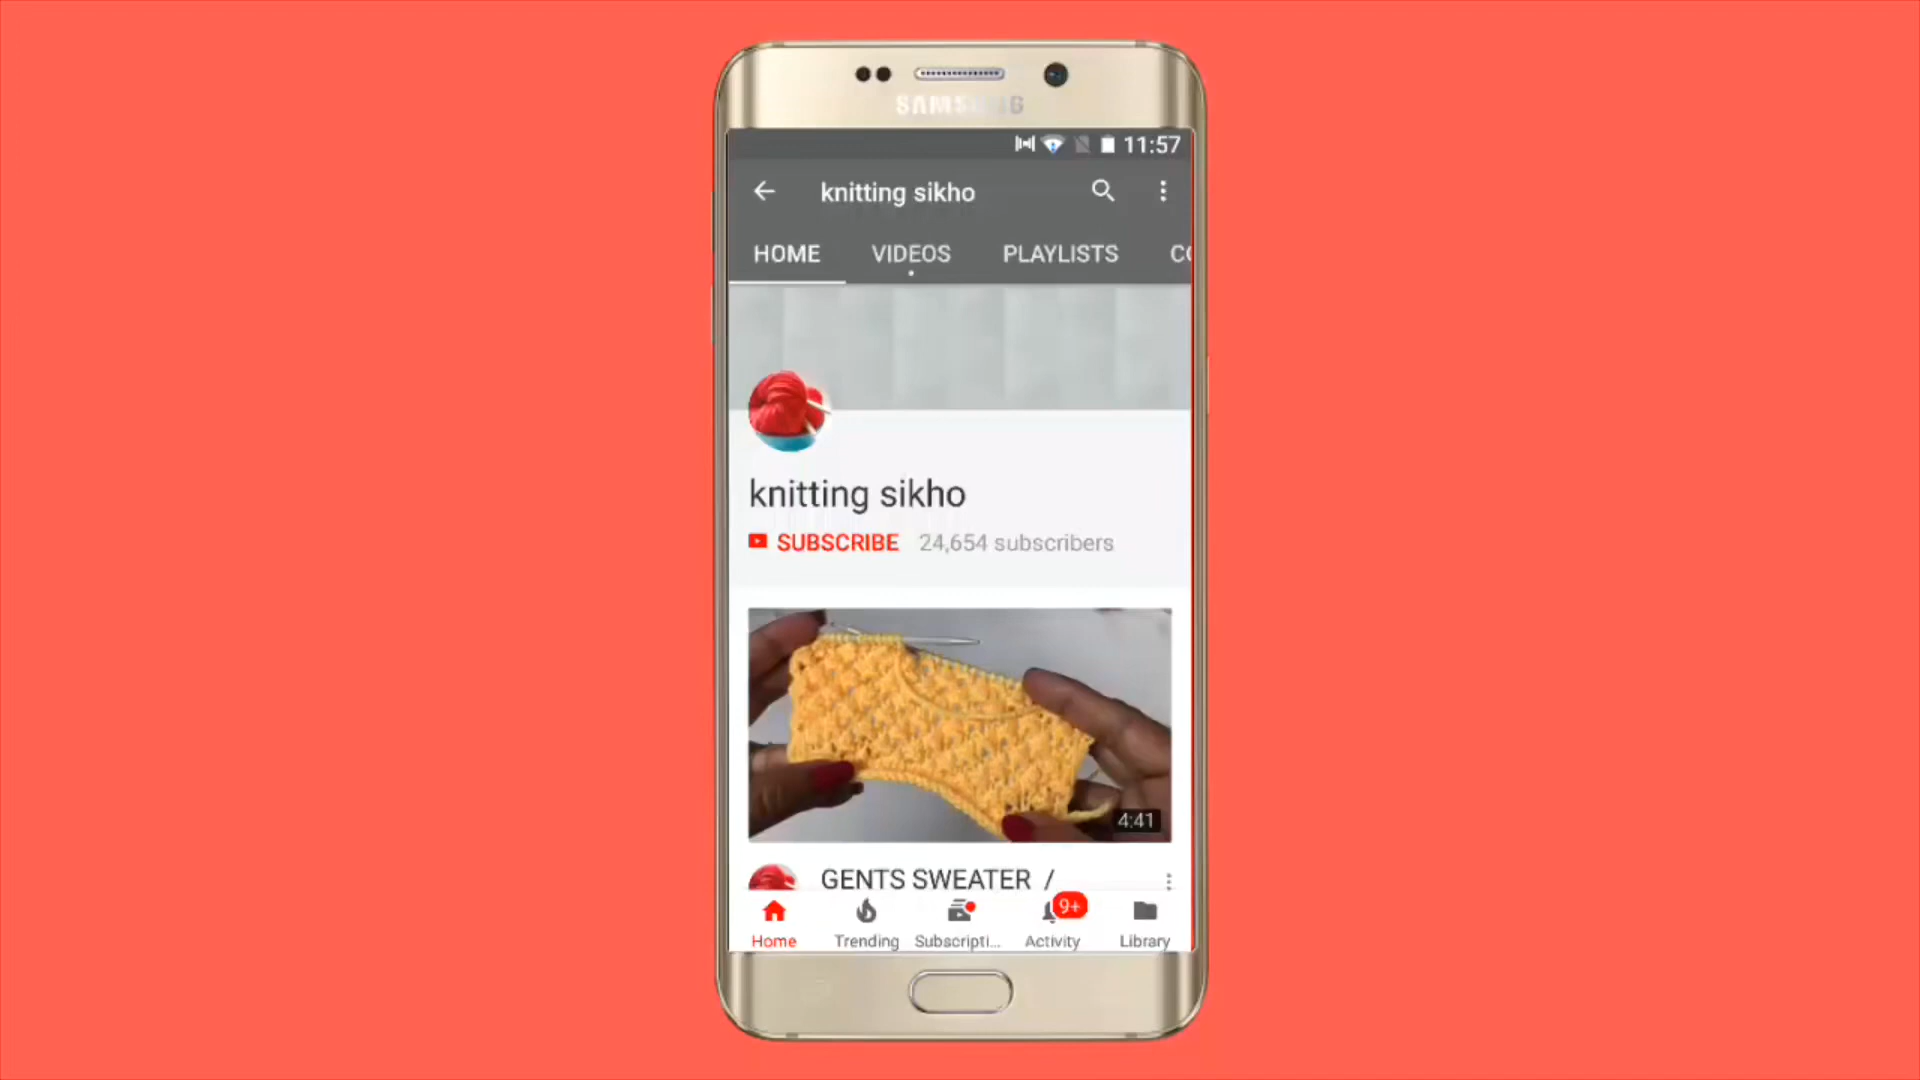 SAMSUNG
11:57
knitting sikho
HOME VIDEOS PLAYLISTS CO
knitting sikho
SUBSCRIBE 24,654 subscribers
4:41
GENTS SWEATER /
9+
Home Trending Subscripti... Activity Library